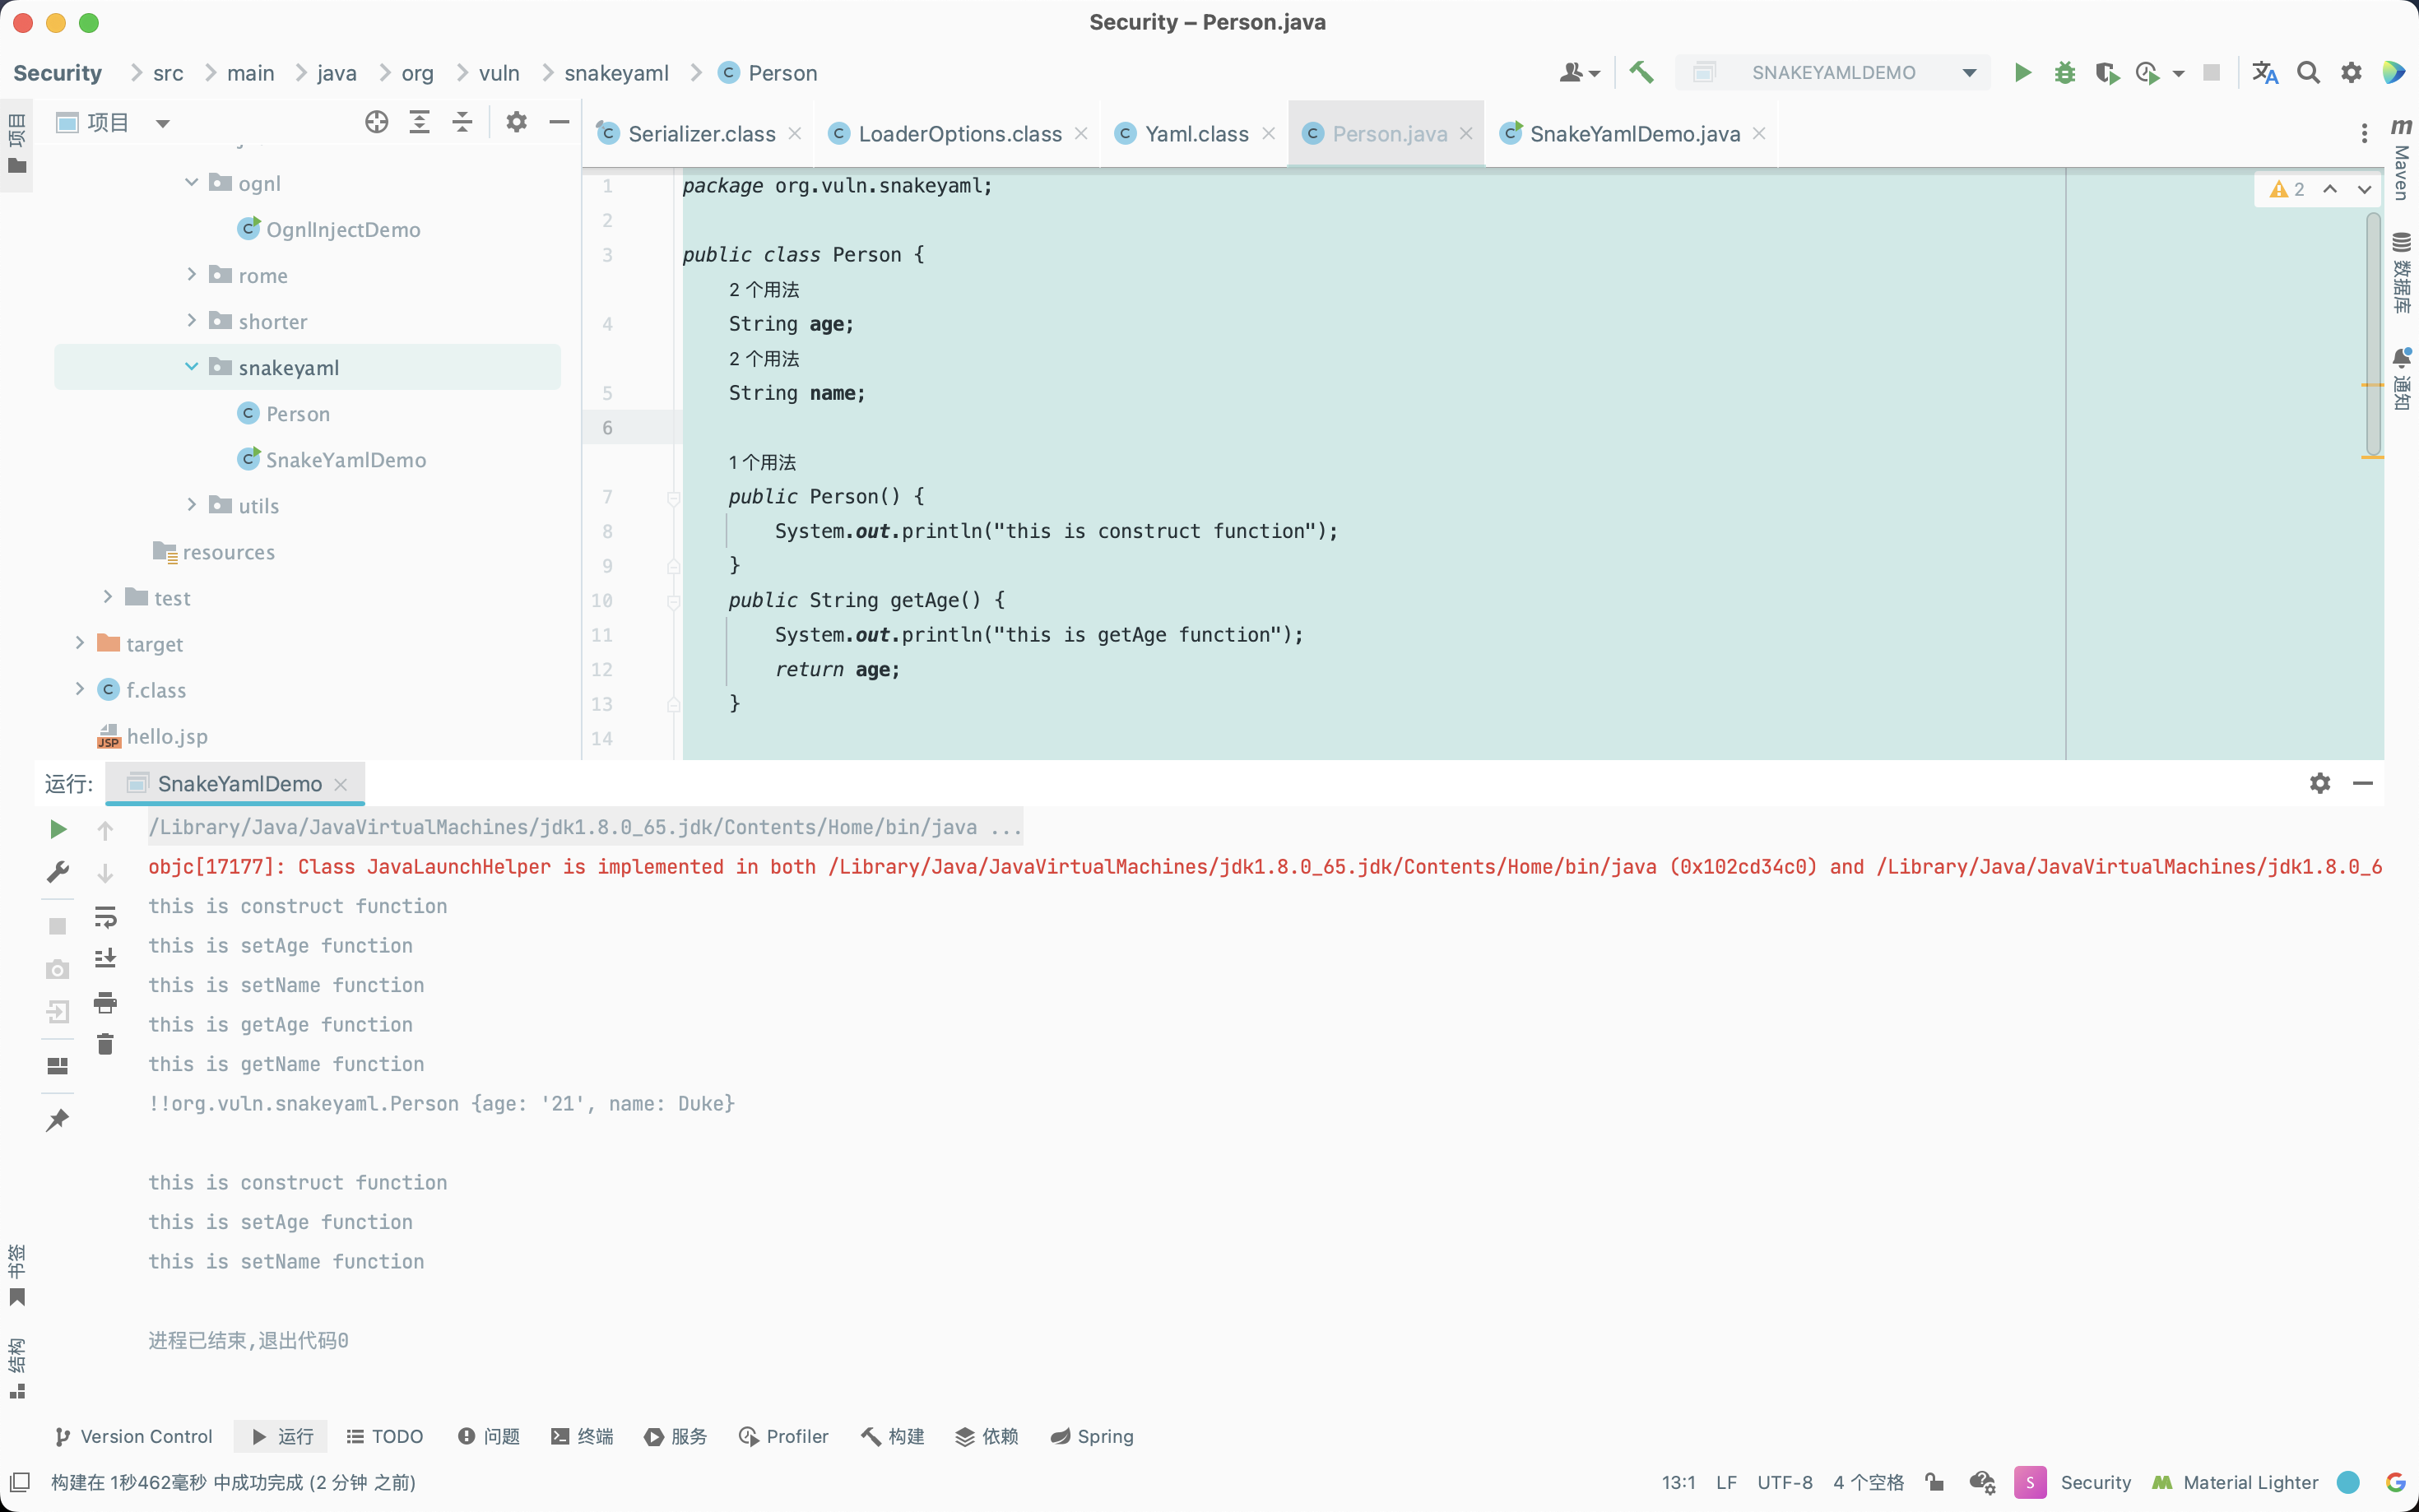 Security – Person.java
Security src main java org vuln snakeyaml Person
SNAKEYAMLDEMO
项目
项目
Serializer.class LoaderOptions.class Yaml.class Person.java SnakeYamlDemo.java
Maven
数据库
通知
ognl
OgnlInjectDemo
rome
shorter
snakeyaml
Person
SnakeYamlDemo
utils
resources
test
target
f.class
hello.jsp
2
1 package org.vuln.snakeyaml;
2
3 public class Person {
2 个用法
4 String age;
2 个用法
5 String name;
6
1 个用法
7 public Person() {
8 System.out.println("this is construct function");
9 }
10 public String getAge() {
11 System.out.println("this is getAge function");
12 return age;
13 }
14
运行: SnakeYamlDemo
/Library/Java/JavaVirtualMachines/jdk1.8.0_65.jdk/Contents/Home/bin/java ...
objc[17177]: Class JavaLaunchHelper is implemented in both /Library/Java/JavaVirtualMachines/jdk1.8.0_65.jdk/Contents/Home/bin/java (0x102cd34c0) and /Library/Java/JavaVirtualMachines/jdk1.8.0_6
this is construct function
this is setAge function
this is setName function
this is getAge function
this is getName function
!!org.vuln.snakeyaml.Person {age: '21', name: Duke}
this is construct function
this is setAge function
this is setName function
进程已结束,退出代码0
书签
结构
Version Control 运行 TODO 问题 终端 服务 Profiler 构建 依赖 Spring
构建在 1秒462毫秒 中成功完成 (2 分钟 之前)
13:1 LF UTF-8 4 个空格 S Security Material Lighter